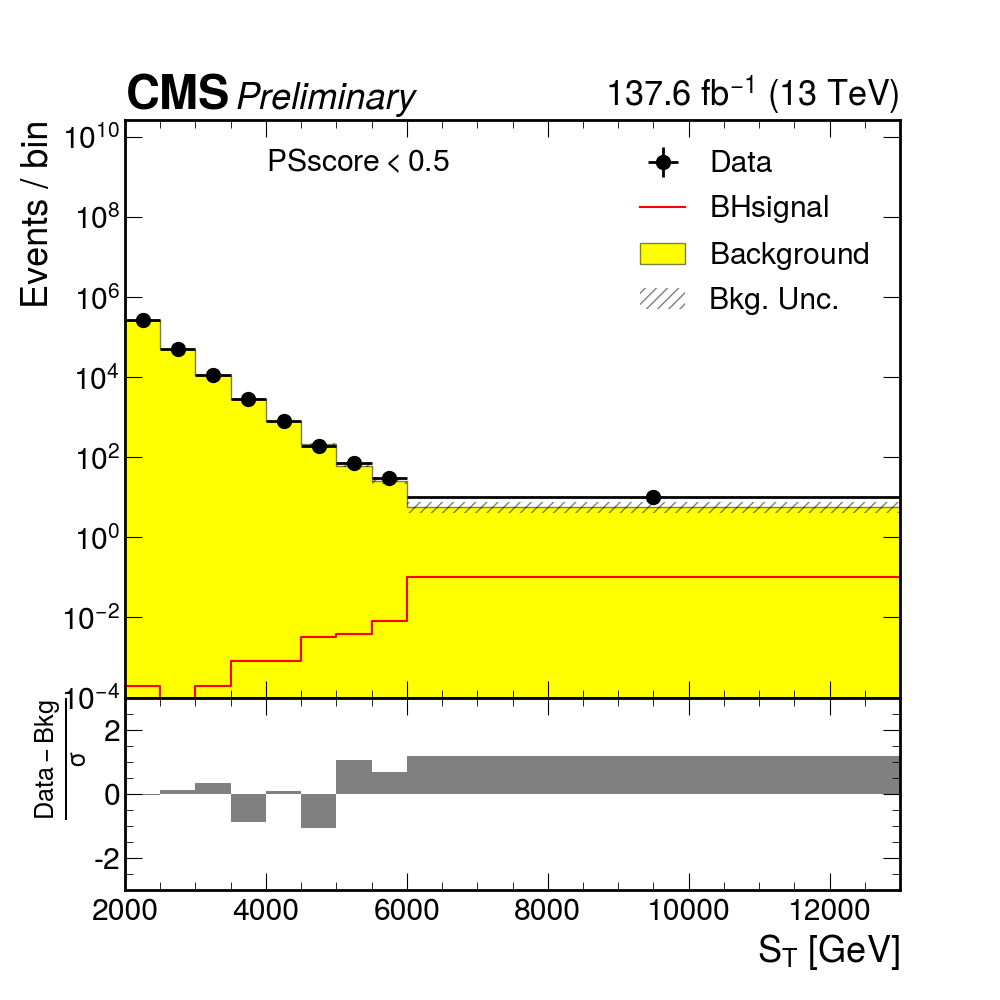 CMS Preliminary 137.6 fb⁻¹ (13 TeV)
Events / bin
10¹⁰
10⁸
10⁶
10⁴
10²
10⁰
10⁻²
10⁻⁴
PSscore < 0.5
Data
BHsignal
Background
Bkg. Unc.
Data − Bkg
σ
2
0
-2
2000 4000 6000 8000 10000 12000
S_T [GeV]